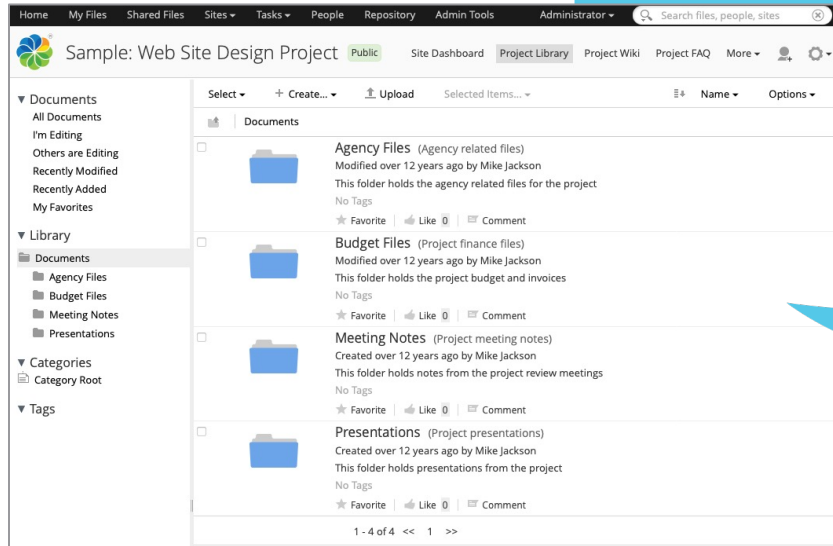 Home My Files Shared Files Sites Tasks People Repository Admin Tools Administrator Search files, people, sites
Sample: Web Site Design Project Public Site Dashboard Project Library Project Wiki Project FAQ More
Documents
All Documents
I'm Editing
Others are Editing
Recently Modified
Recently Added
My Favorites
Library
Documents
Agency Files
Budget Files
Meeting Notes
Presentations
Categories
Category Root
Tags
Select + Create... Upload Selected Items... Name Options
Documents
Agency Files (Agency related files)
Modified over 12 years ago by Mike Jackson
This folder holds the agency related files for the project
No Tags
Favorite Like 0 Comment
Budget Files (Project finance files)
Modified over 12 years ago by Mike Jackson
This folder holds the project budget and invoices
No Tags
Favorite Like 0 Comment
Meeting Notes (Project meeting notes)
Created over 12 years ago by Mike Jackson
This folder holds notes from the project review meetings
No Tags
Favorite Like 0 Comment
Presentations (Project presentations)
Created over 12 years ago by Mike Jackson
This folder holds presentations from the project
No Tags
Favorite Like 0 Comment
1 - 4 of 4 << 1 >>